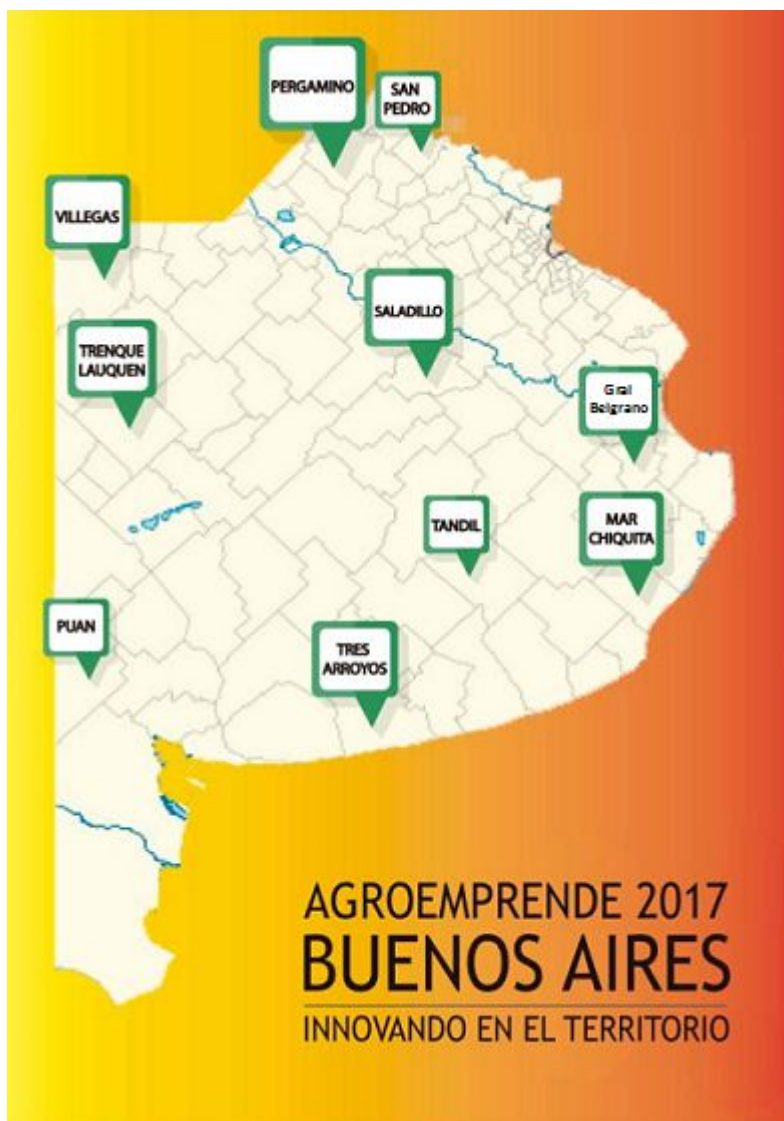 PERGAMINO
SAN
PEDRO
VILLEGAS
SALADILLO
TRENQUE
LAUQUEN
Gral
Belgrano
TANDIL
MAR
CHIQUITA
PUAN
TRES
ARROYOS
AGROEMPRENDE 2017
BUENOS AIRES
INNOVANDO EN EL TERRITORIO